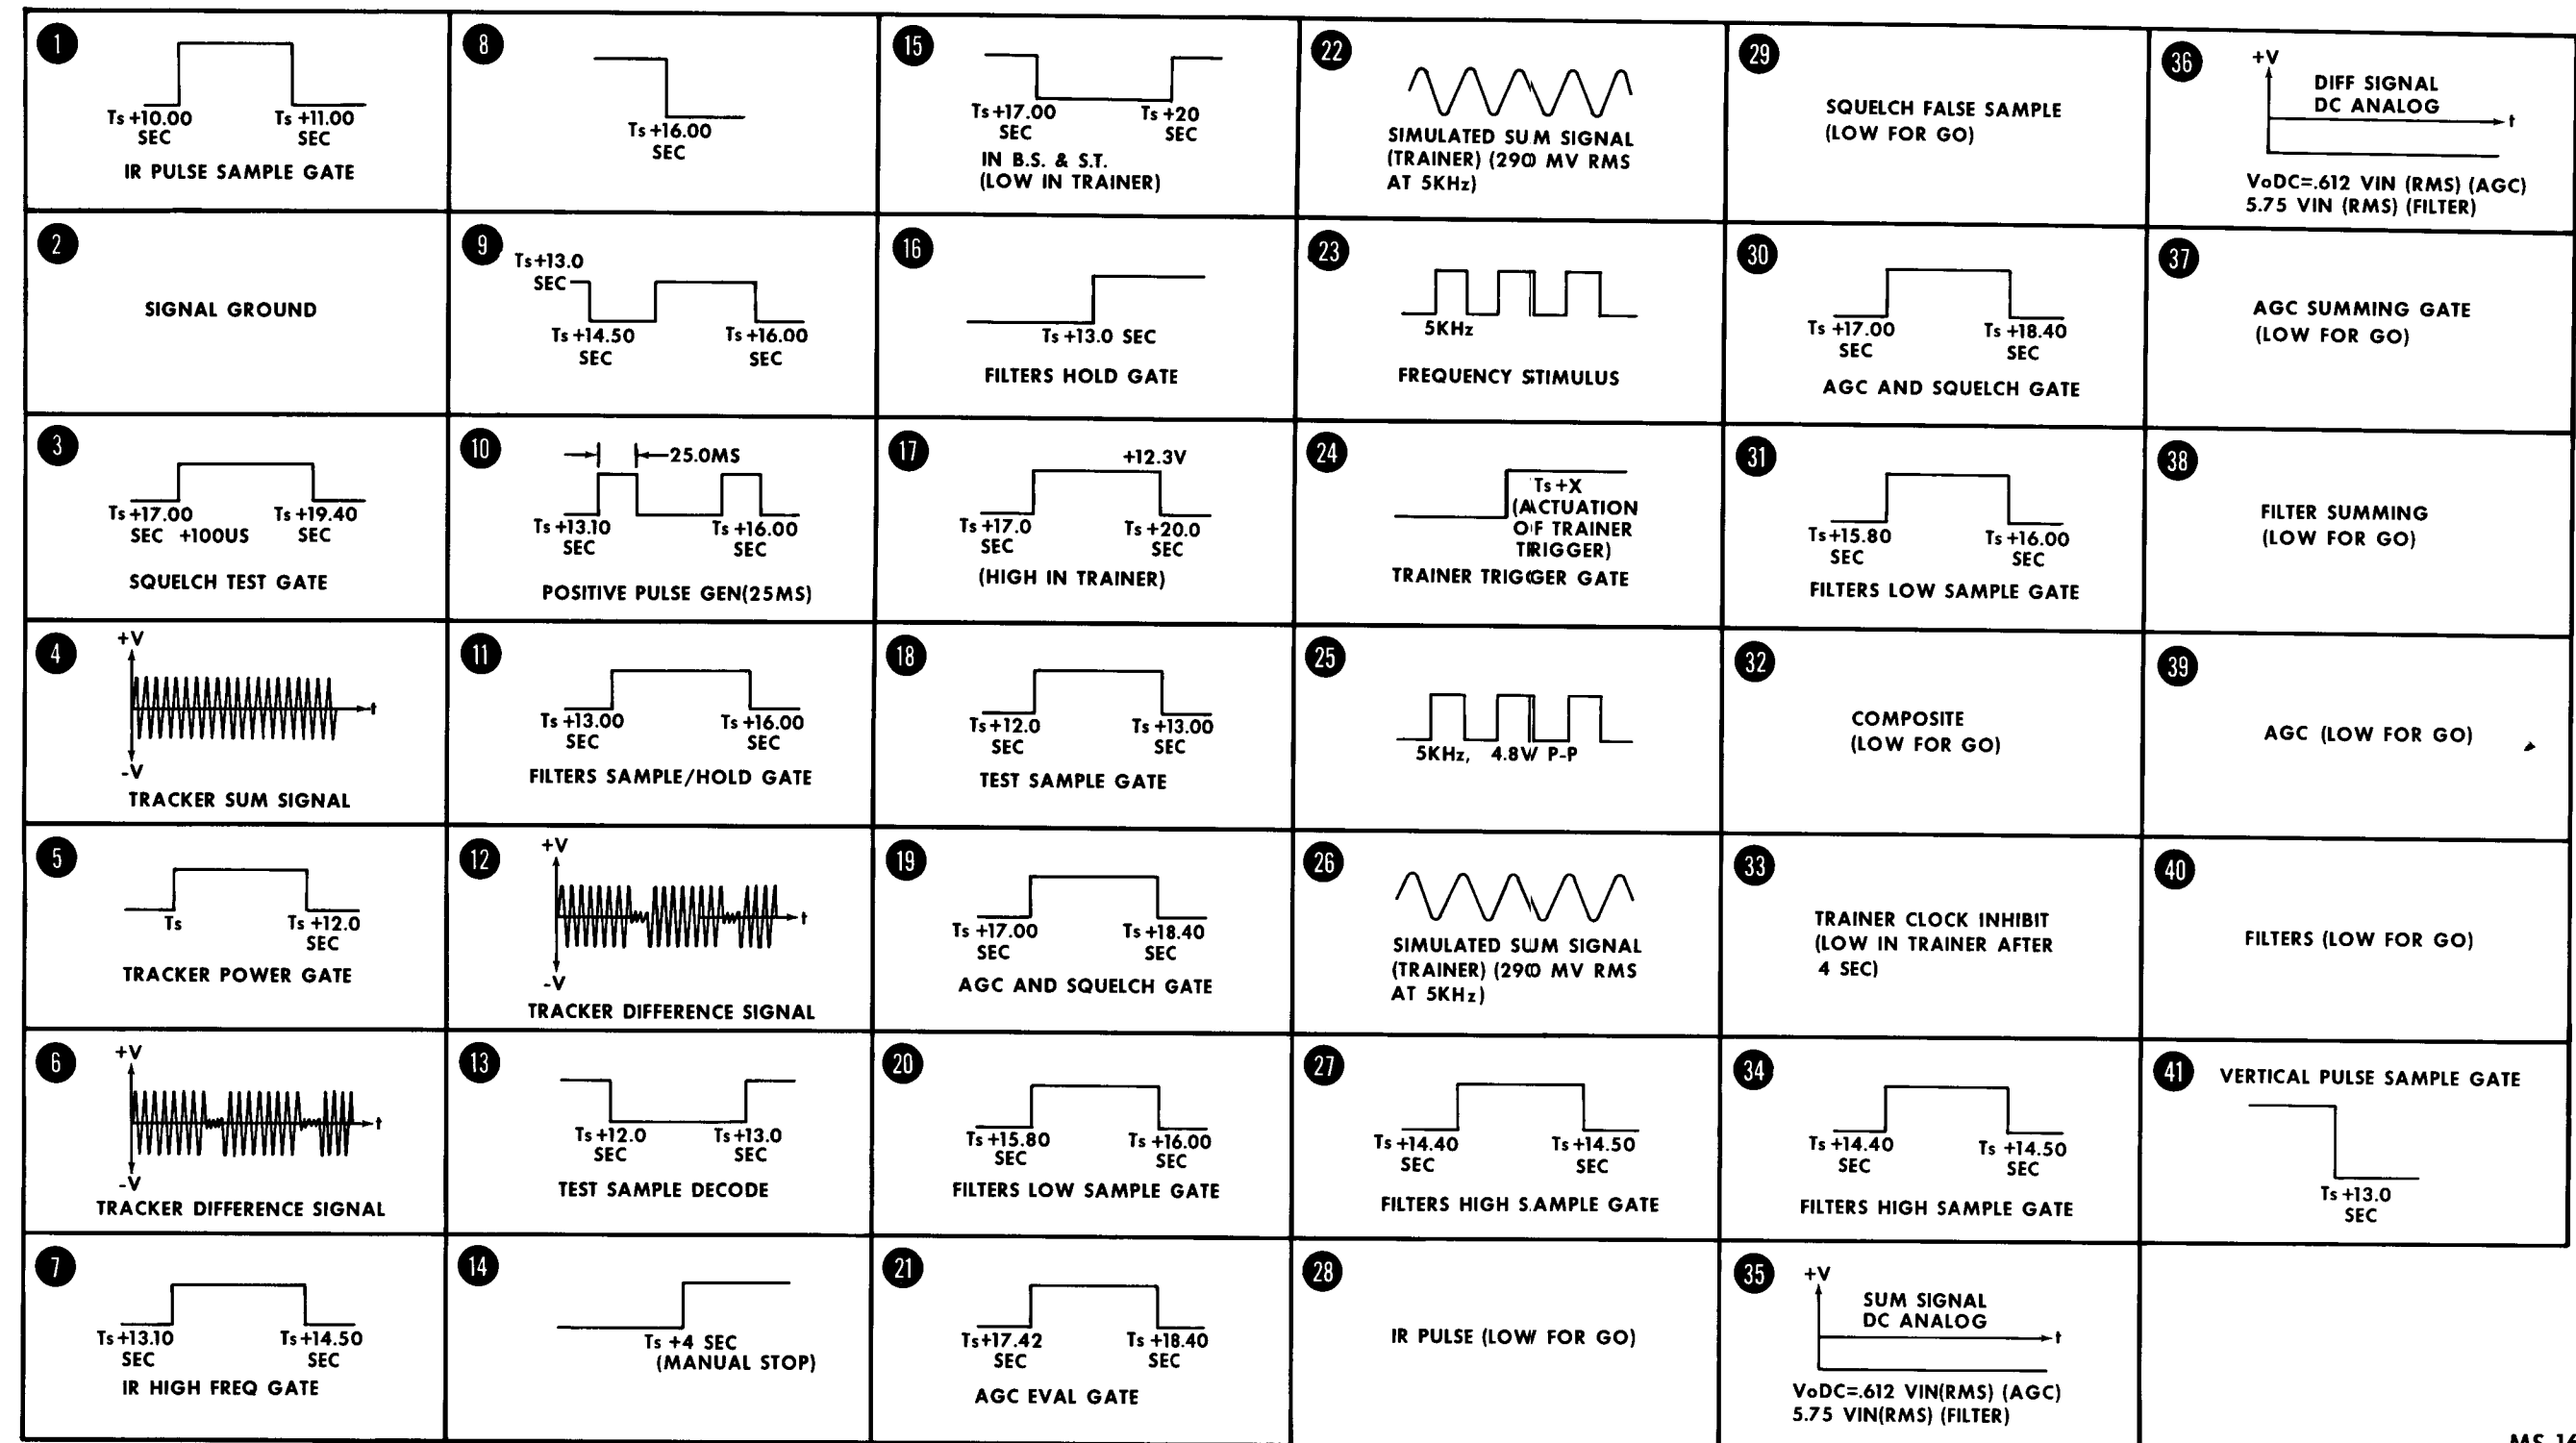 1
Ts +10.00 SEC
Ts +11.00 SEC
IR PULSE SAMPLE GATE
2
SIGNAL GROUND
3
Ts +17.00 SEC +100US
Ts +19.40 SEC
SQUELCH TEST GATE
4
+V
t
-V
TRACKER SUM SIGNAL
5
Ts
Ts +12.0 SEC
TRACKER POWER GATE
6
+V
t
-V
TRACKER DIFFERENCE SIGNAL
7
Ts +13.10 SEC
Ts +14.50 SEC
IR HIGH FREQ GATE
8
Ts +16.00 SEC
9
Ts +13.0 SEC
Ts +14.50 SEC
Ts +16.00 SEC
10
25.0MS
Ts +13.10 SEC
Ts +16.00 SEC
POSITIVE PULSE GEN(25MS)
11
Ts +13.00 SEC
Ts +16.00 SEC
FILTERS SAMPLE/HOLD GATE
12
+V
t
-V
TRACKER DIFFERENCE SIGNAL
13
Ts +12.0 SEC
Ts +13.0 SEC
TEST SAMPLE DECODE
14
Ts +4 SEC
(MANUAL STOP)
15
Ts +17.00 SEC
Ts +20 SEC
IN B.S. & S.T.
(LOW IN TRAINER)
16
Ts +13.0 SEC
FILTERS HOLD GATE
17
+12.3V
Ts +17.0 SEC
Ts +20.0 SEC
(HIGH IN TRAINER)
18
Ts +12.0 SEC
Ts +13.00 SEC
TEST SAMPLE GATE
19
Ts +17.00 SEC
Ts +18.40 SEC
AGC AND SQUELCH GATE
20
Ts +15.80 SEC
Ts +16.00 SEC
FILTERS LOW SAMPLE GATE
21
Ts +17.42 SEC
Ts +18.40 SEC
AGC EVAL GATE
22
SIMULATED SUM SIGNAL
(TRAINER) (290 MV RMS
AT 5KHz)
23
5KHz
FREQUENCY STIMULUS
24
Ts +X
(ACTUATION
OF TRAINER
TRIGGER)
TRAINER TRIGGER GATE
25
5KHz, 4.8V P-P
26
SIMULATED SUM SIGNAL
(TRAINER) (290 MV RMS
AT 5KHz)
27
Ts +14.40 SEC
Ts +14.50 SEC
FILTERS HIGH SAMPLE GATE
28
IR PULSE (LOW FOR GO)
29
SQUELCH FALSE SAMPLE
(LOW FOR GO)
30
Ts +17.00 SEC
Ts +18.40 SEC
AGC AND SQUELCH GATE
31
Ts +15.80 SEC
Ts +16.00 SEC
FILTERS LOW SAMPLE GATE
32
COMPOSITE
(LOW FOR GO)
33
TRAINER CLOCK INHIBIT
(LOW IN TRAINER AFTER
4 SEC)
34
Ts +14.40 SEC
Ts +14.50 SEC
FILTERS HIGH SAMPLE GATE
35
+V
SUM SIGNAL
DC ANALOG
t
VoDC=.612 VIN(RMS) (AGC)
5.75 VIN(RMS) (FILTER)
36
+V
DIFF SIGNAL
DC ANALOG
t
VoDC=.612 VIN (RMS) (AGC)
5.75 VIN (RMS) (FILTER)
37
AGC SUMMING GATE
(LOW FOR GO)
38
FILTER SUMMING
(LOW FOR GO)
39
AGC (LOW FOR GO)
40
FILTERS (LOW FOR GO)
41
VERTICAL PULSE SAMPLE GATE
Ts +13.0 SEC